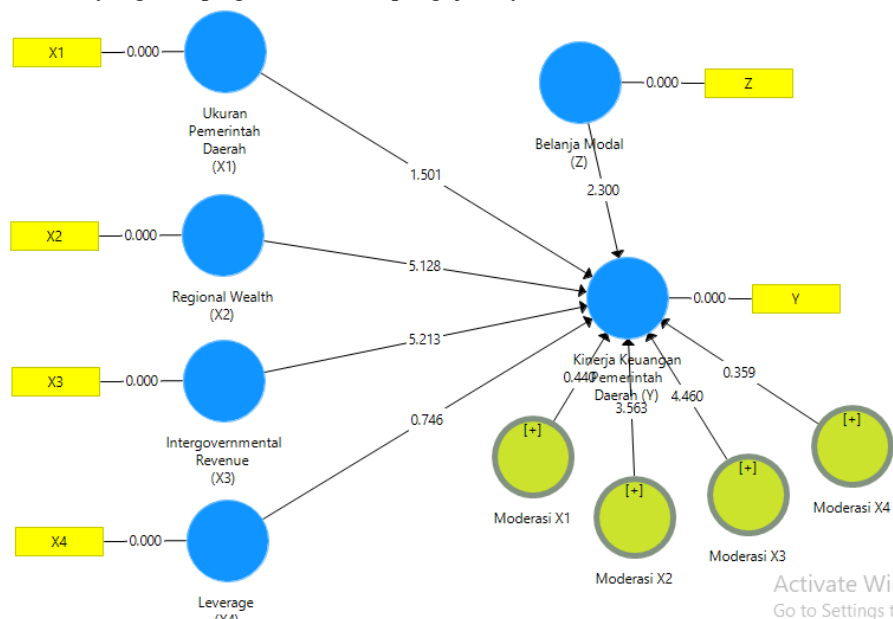 X1
0.000
Ukuran
Pemerintah
Daerah
(X1)
Belanja Modal
(Z)
0.000
Z
1.501
2.300
X2
0.000
Regional Wealth
(X2)
5.128
0.000
Y
Kinerja Keuangan
Pemerintah
Daerah (Y)
X3
0.000
Intergovernmental
Revenue
(X3)
5.213
0.746
0.440
3.563
4.460
0.359
[+]
Moderasi X1
[+]
Moderasi X2
[+]
Moderasi X3
[+]
Moderasi X4
X4
0.000
Leverage
(X4)
Activate Wi
Go to Settings t